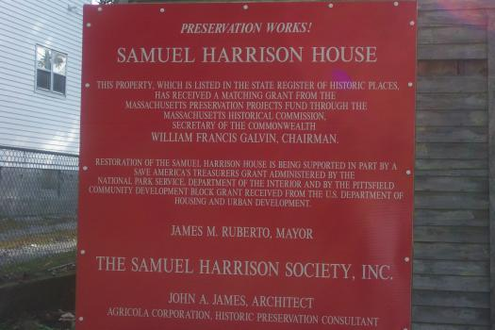 PRESERVATION WORKS!
SAMUEL HARRISON HOUSE
THIS PROPERTY, WHICH IS LISTED IN THE STATE REGISTER OF HISTORIC PLACES,
HAS RECEIVED A MATCHING GRANT FROM THE
MASSACHUSETTS PRESERVATION PROJECTS FUND THROUGH THE
MASSACHUSETTS HISTORICAL COMMISSION,
SECRETARY OF THE COMMONWEALTH
WILLIAM FRANCIS GALVIN, CHAIRMAN.
RESTORATION OF THE SAMUEL HARRISON HOUSE IS BEING SUPPORTED IN PART BY A
SAVE AMERICA'S TREASURERS GRANT ADMINISTERED BY THE
NATIONAL PARK SERVICE, DEPARTMENT OF THE INTERIOR AND BY THE PITTSFIELD
COMMUNITY DEVELOPMENT BLOCK GRANT RECEIVED FROM THE U.S. DEPARTMENT OF
HOUSING AND URBAN DEVELOPMENT.
JAMES M. RUBERTO, MAYOR
THE SAMUEL HARRISON SOCIETY, INC.
JOHN A. JAMES, ARCHITECT
AGRICOLA CORPORATION, HISTORIC PRESERVATION CONSULTANT